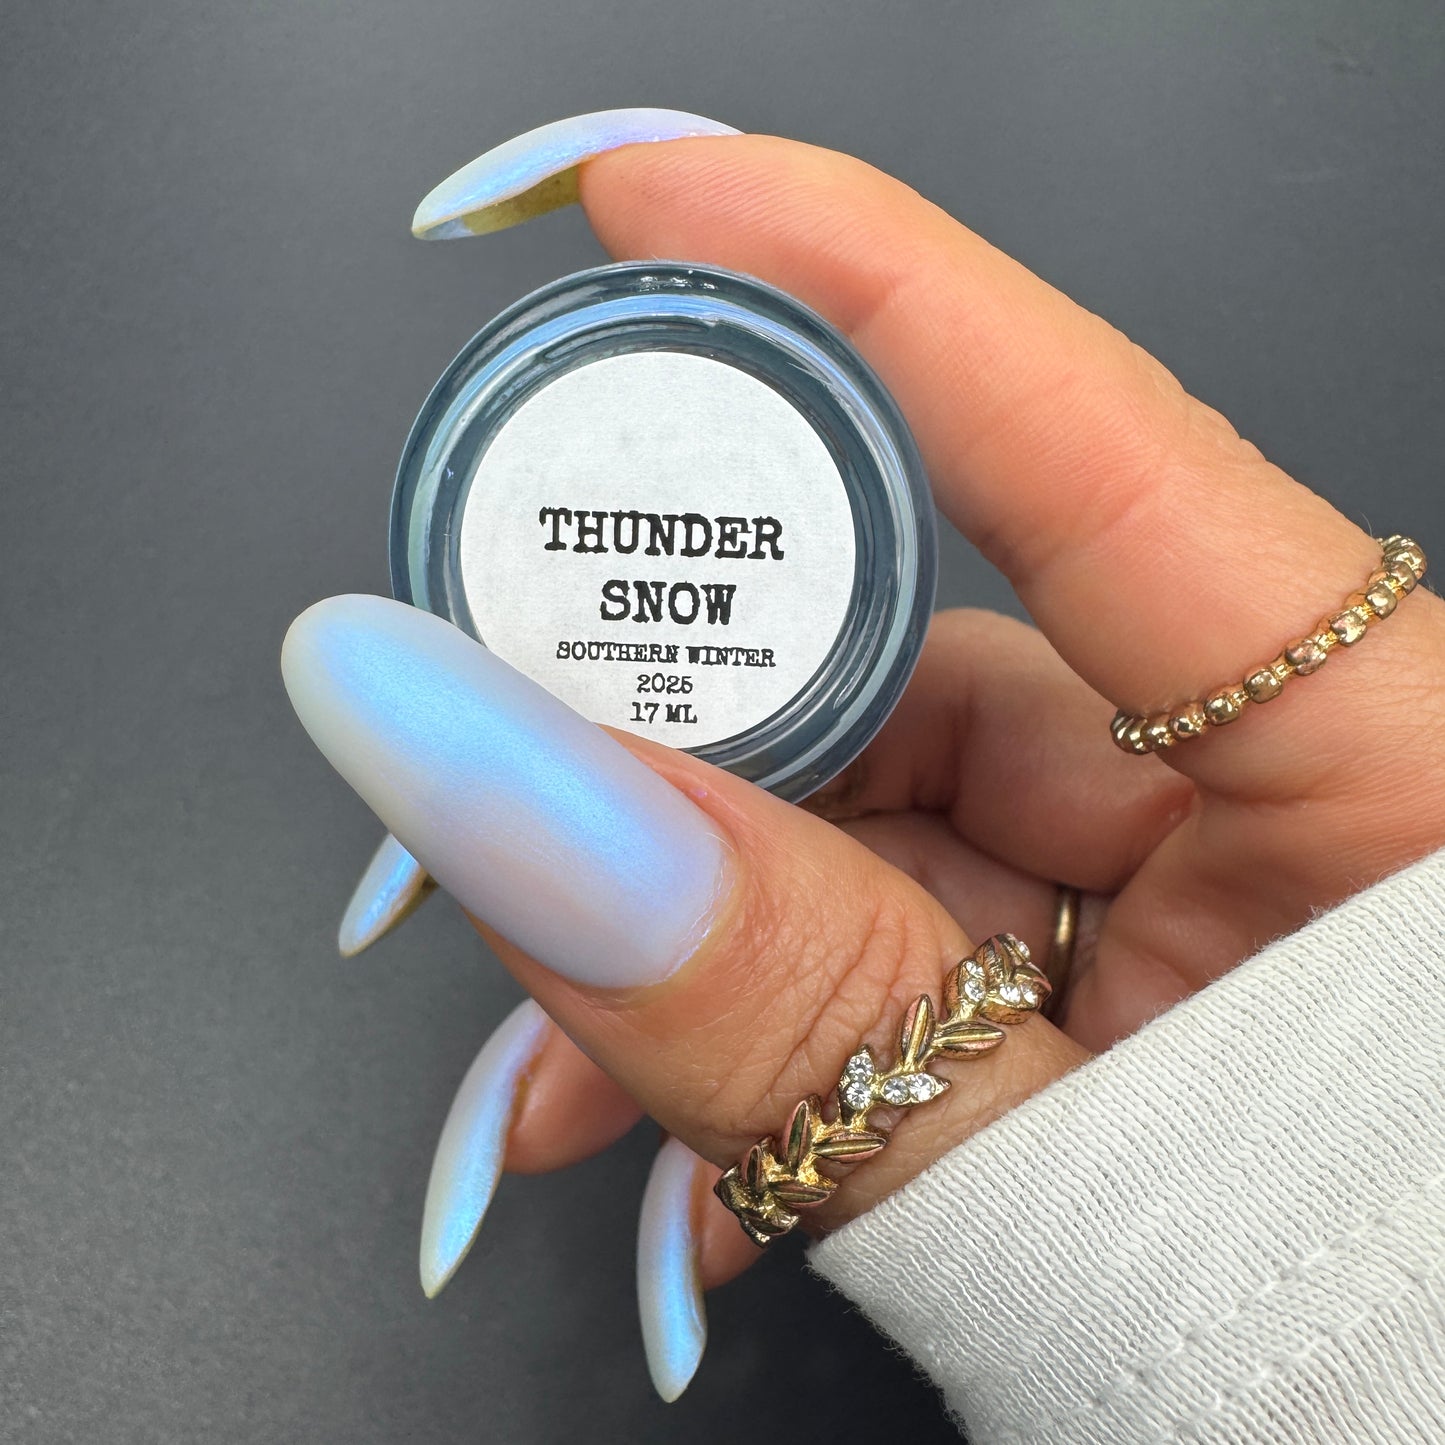 THUNDER
SNOW
SOUTHERN WINTER
2025
17 ML